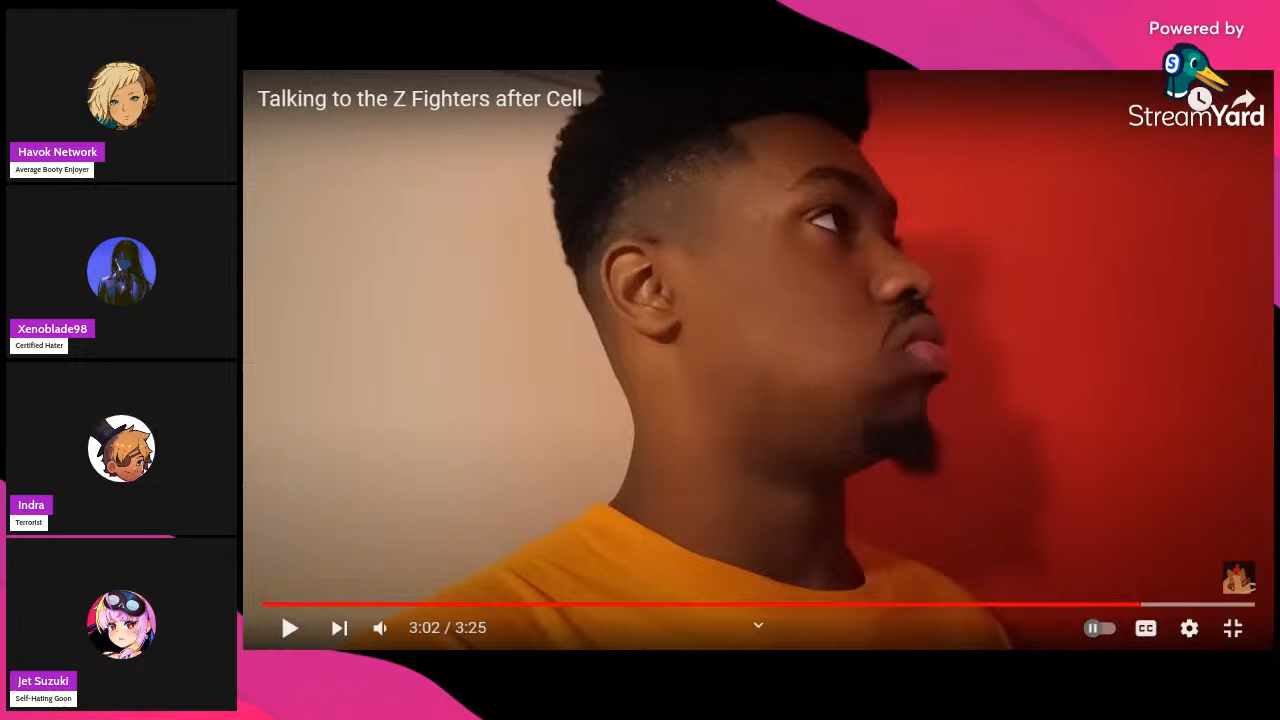 Powered by
StreamYard
Talking to the Z Fighters after Cell
Havok Network
Average Booty Enjoyer
Xenoblade98
Certified Hater
Indra
Terrorist
Jet Suzuki
Self-Hating Goon
3:02 / 3:25
CC
S